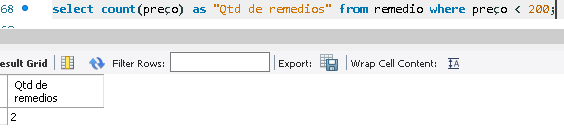 68 select count(preço) as "Qtd de remedios" from remedio where preço < 200;
esult Grid Filter Rows: Export: Wrap Cell Content:
Qtd de
remedios
2